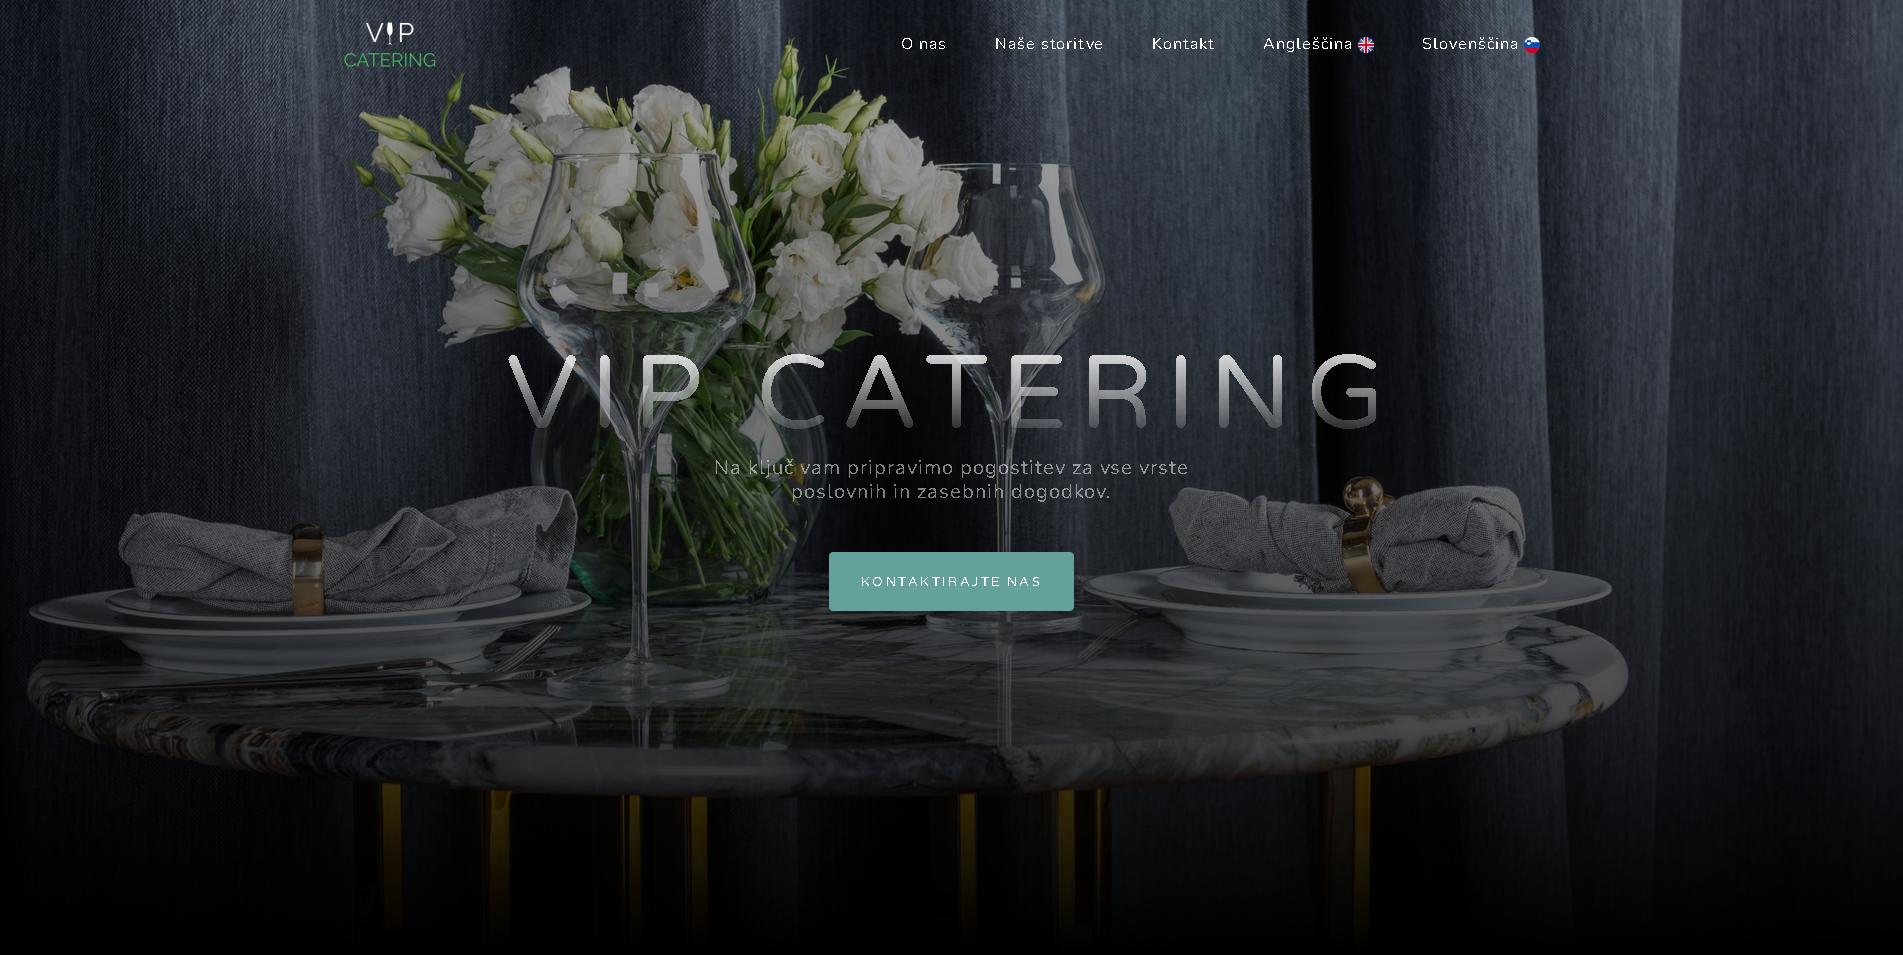 VIP
CATERING
O nas
Naše storitve
Kontakt
Angleščina
Slovenščina
VIP CATERING
Na ključ vam pripravimo pogostitev za vse vrste
poslovnih in zasebnih dogodkov.
KONTAKTIRAJTE NAS